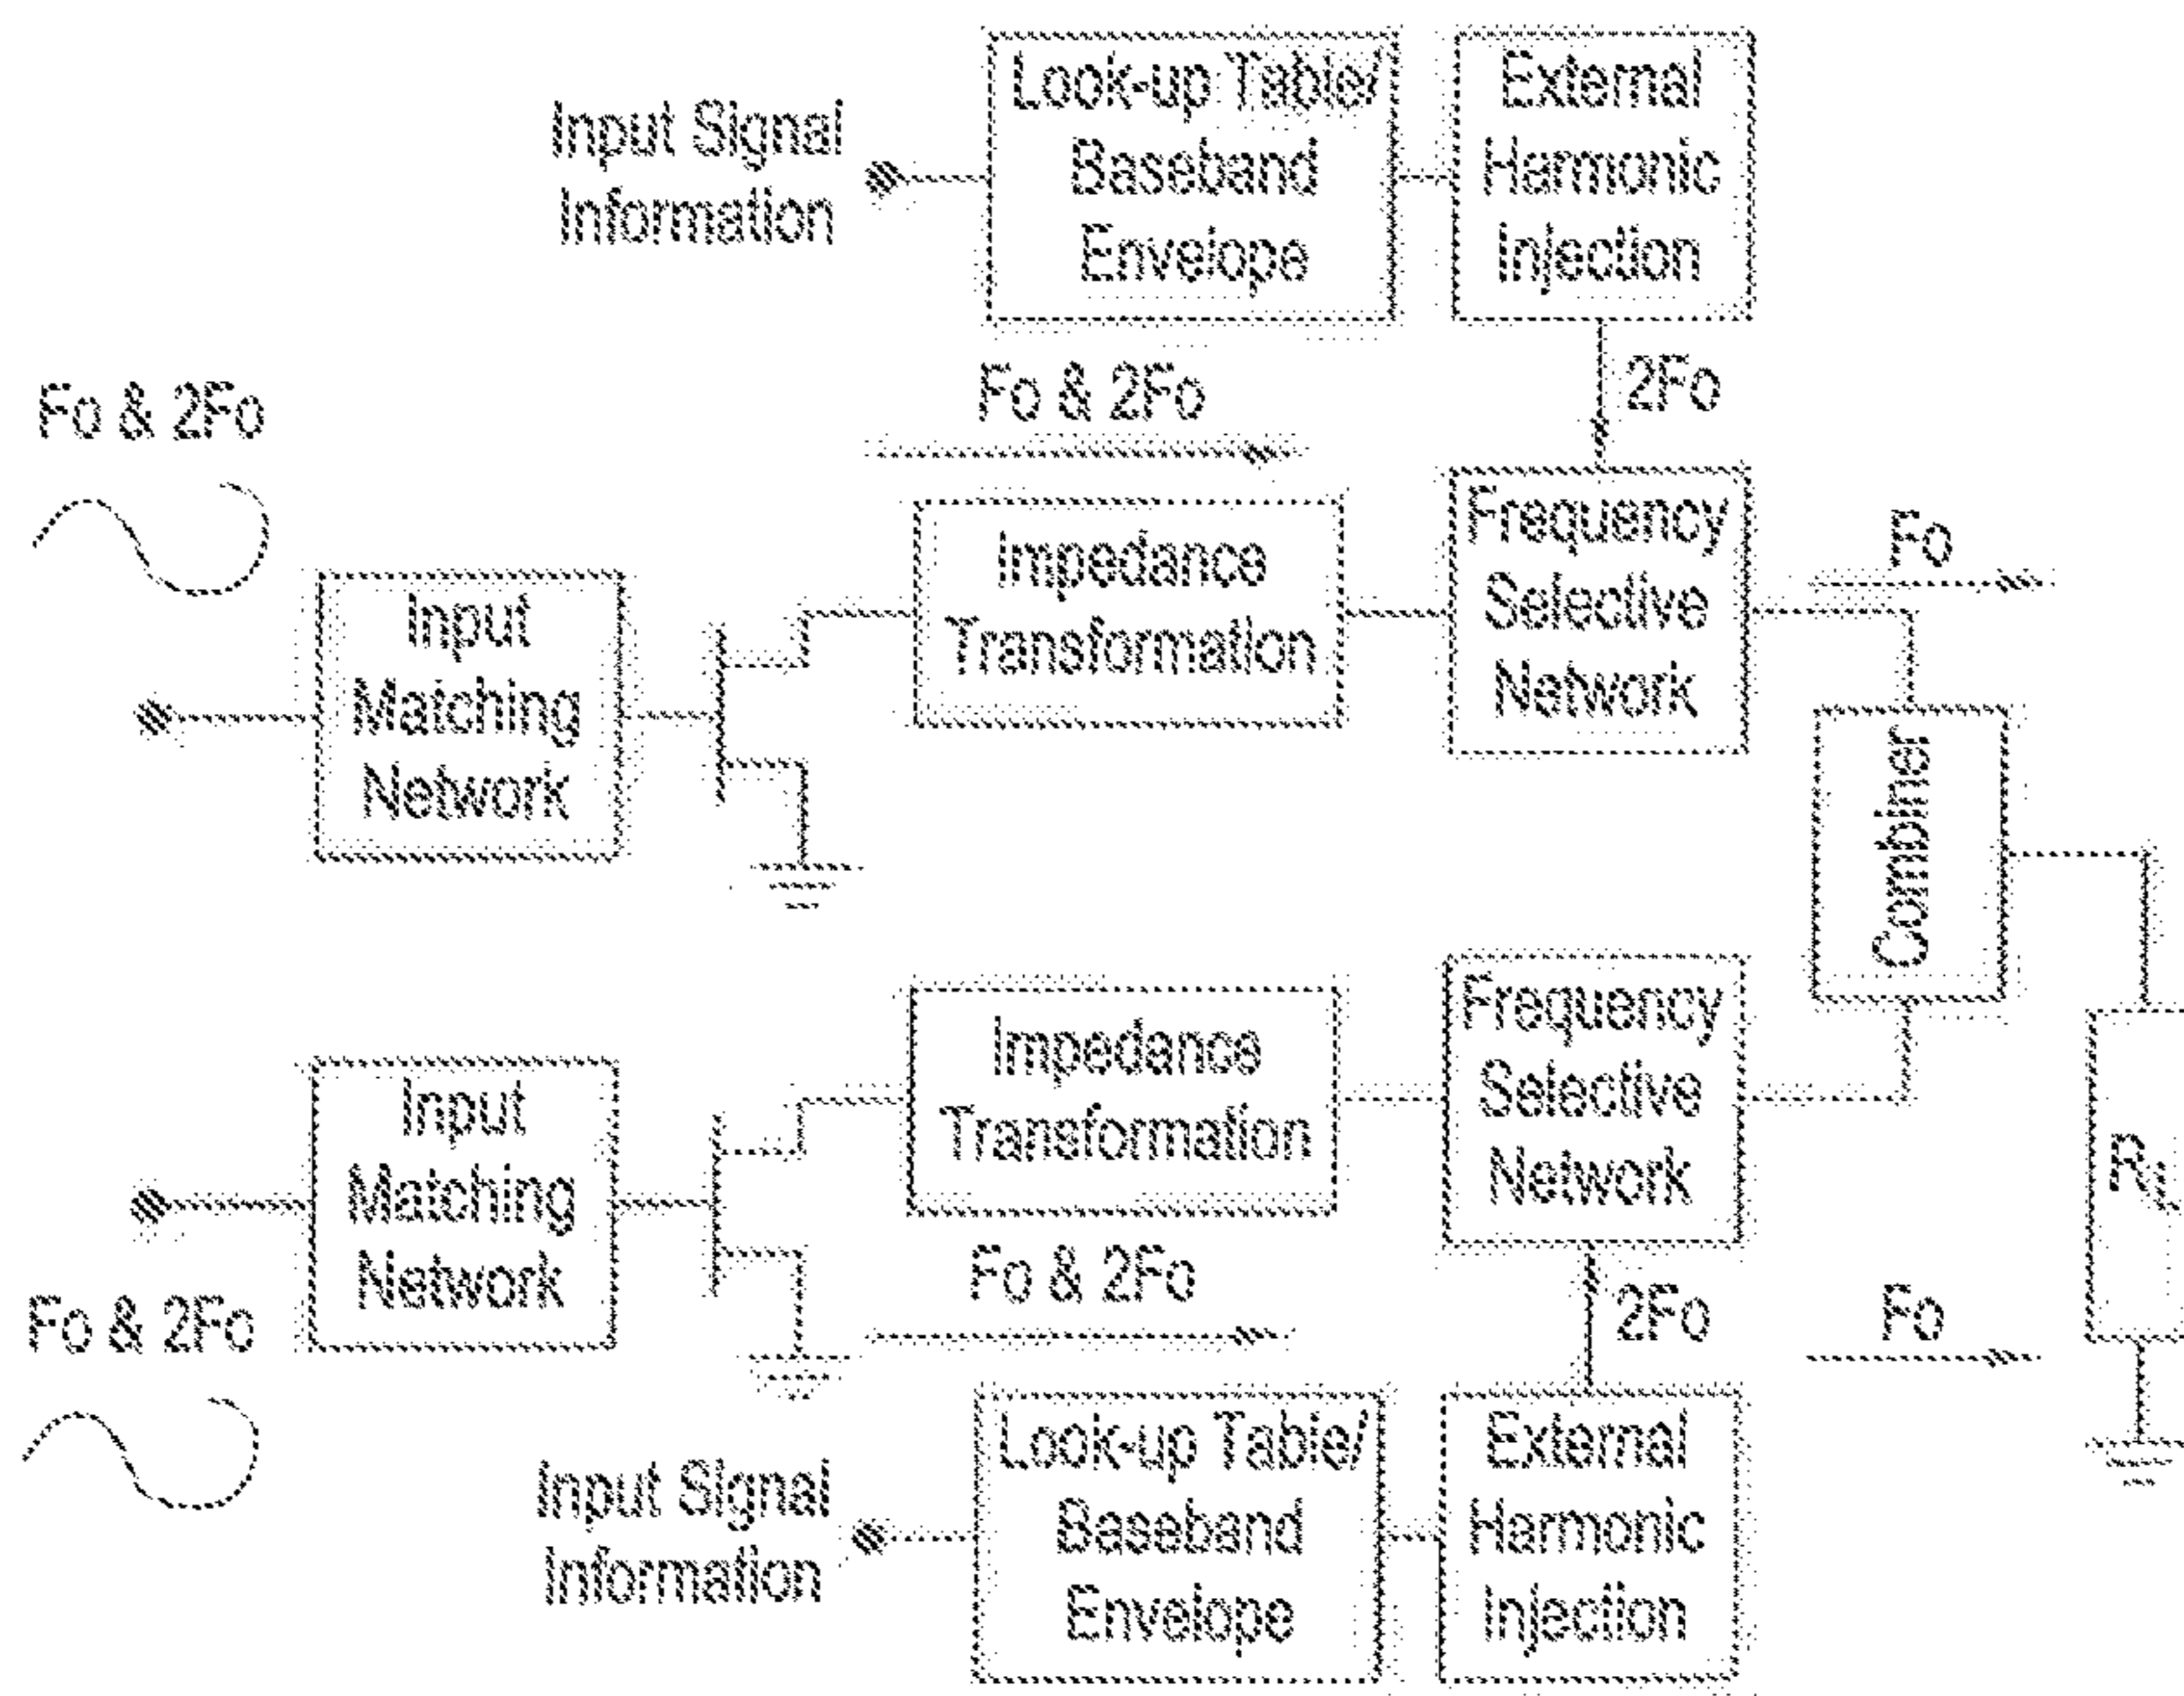 Input Signal
Information
Look-up Table/
Baseband
Envelope
External
Harmonic
Injection
Fo & 2Fo
Fo & 2Fo
2Fo
Input
Matching
Network
Impedance
Transformation
Frequency
Selective
Network
Fo
Combiner
Input
Matching
Network
Impedance
Transformation
Frequency
Selective
Network
RL
Fo & 2Fo
Fo & 2Fo
2Fo
Fo
Input Signal
Information
Look-up Table/
Baseband
Envelope
External
Harmonic
Injection